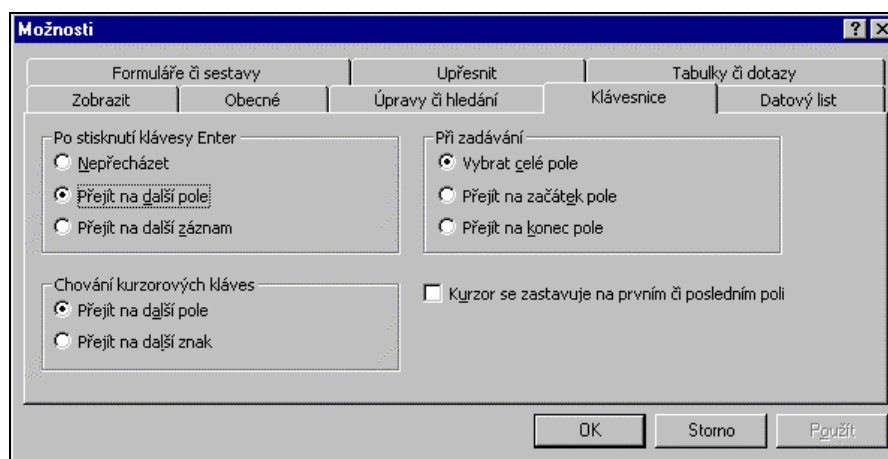 Možnosti
Formuláře či sestavy
Upřesnit
Tabulky či dotazy
Zobrazit
Obecné
Úpravy či hledání
Klávesnice
Datový list
Po stisknutí klávesy Enter
Nepřecházet
Přejít na další pole
Přejít na další záznam
Při zadávání
Vybrat celé pole
Přejít na začátek pole
Přejít na konec pole
Chování kurzorových kláves
Přejít na další pole
Přejít na další znak
Kurzor se zastavuje na prvním či posledním poli
OK
Storno
Použít